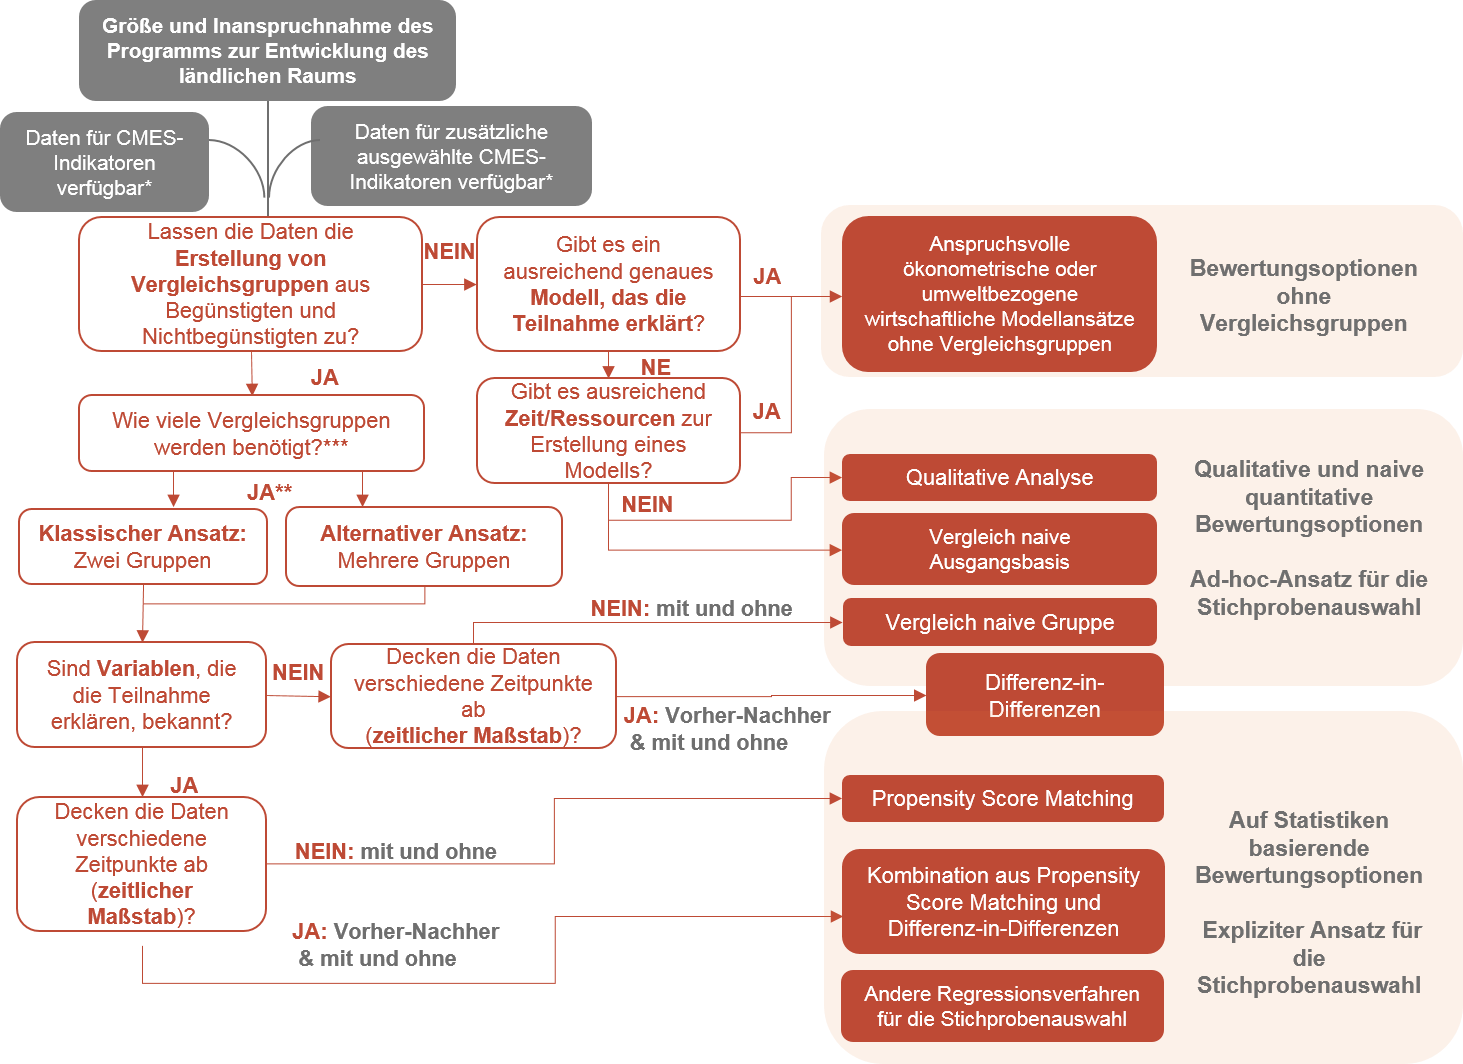 Größe und Inanspruchnahme des
Programms zur Entwicklung des
ländlichen Raums
Daten für CMES-
Indikatoren
verfügbar*
Daten für zusätzliche
ausgewählte CMES-
Indikatoren verfügbar*
Lassen die Daten die
Erstellung von
Vergleichsgruppen aus
Begünstigten und
Nichtbegünstigten zu?
NEIN
Gibt es ein
ausreichend genaues
Modell, das die
Teilnahme erklärt?
JA
Anspruchsvolle
ökonometrische oder
umweltbezogene
wirtschaftliche Modellansätze
ohne Vergleichsgruppen
Bewertungsoptionen
ohne
Vergleichsgruppen
JA
NE
Gibt es ausreichend
Zeit/Ressourcen zur
Erstellung eines
Modells?
JA
Wie viele Vergleichsgruppen
werden benötigt?***
JA**
NEIN
Qualitative Analyse
Vergleich naive
Ausgangsbasis
Qualitative und naive
quantitative
Bewertungsoptionen
Ad-hoc-Ansatz für die
Stichprobenauswahl
Klassischer Ansatz:
Zwei Gruppen
Alternativer Ansatz:
Mehrere Gruppen
NEIN: mit und ohne
Vergleich naive Gruppe
Sind Variablen, die
die Teilnahme
erklären, bekannt?
NEIN
Decken die Daten
verschiedene Zeitpunkte
ab
(zeitlicher Maßstab)?
JA: Vorher-Nachher
& mit und ohne
Differenz-in-
Differenzen
JA
Decken die Daten
verschiedene
Zeitpunkte ab
(zeitlicher
Maßstab)?
NEIN: mit und ohne
Propensity Score Matching
JA: Vorher-Nachher
& mit und ohne
Kombination aus Propensity
Score Matching und
Differenz-in-Differenzen
Andere Regressionsverfahren
für die Stichprobenauswahl
Auf Statistiken
basierende
Bewertungsoptionen
Expliziter Ansatz für
die
Stichprobenauswahl